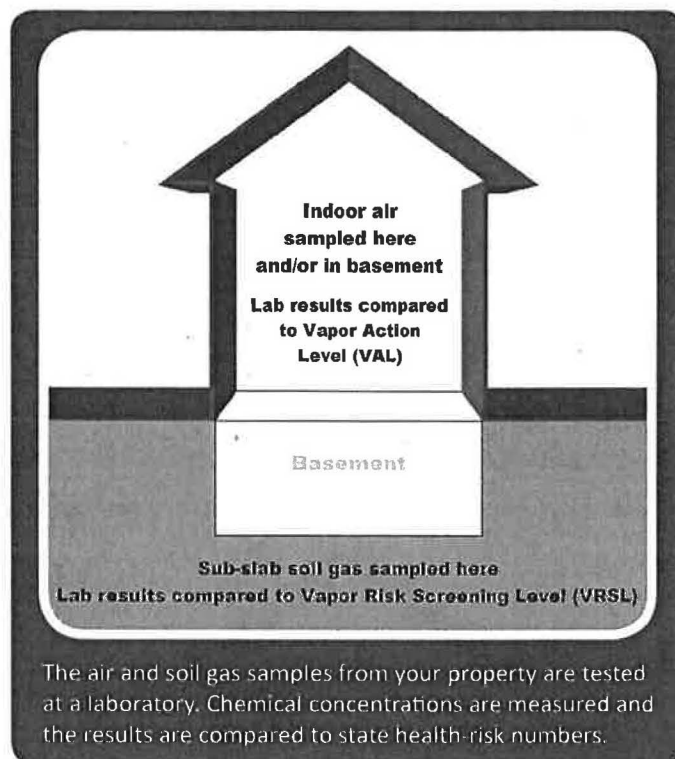 Indoor air
sampled here
and/or in basement
Lab results compared
to Vapor Action
Level (VAL)
Basement
Sub-slab soil gas sampled here
Lab results compared to Vapor Risk Screening Level (VRSL)
The air and soil gas samples from your property are tested
at a laboratory. Chemical concentrations are measured and
the results are compared to state health-risk numbers.